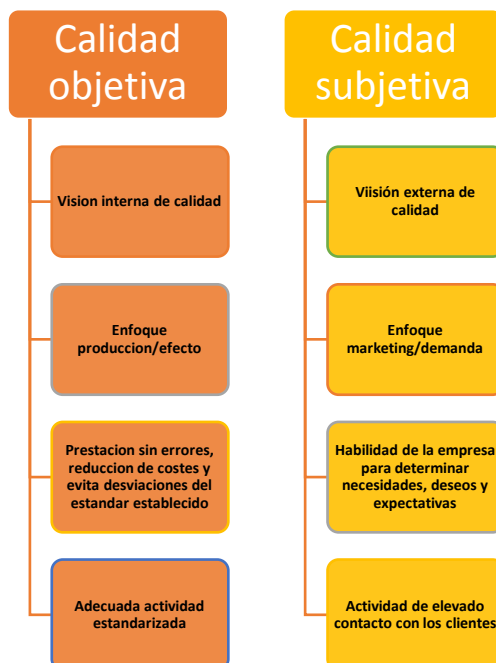 Calidad
objetiva
Vision interna de calidad
Enfoque
produccion/efecto
Prestacion sin errores,
reduccion de costes y
evita desviaciones del
estandar establecido
Adecuada actividad
estandarizada
Calidad
subjetiva
Viisión externa de
calidad
Enfoque
marketing/demanda
Habilidad de la empresa
para determinar
necesidades, deseos y
expectativas
Actividad de elevado
contacto con los clientes